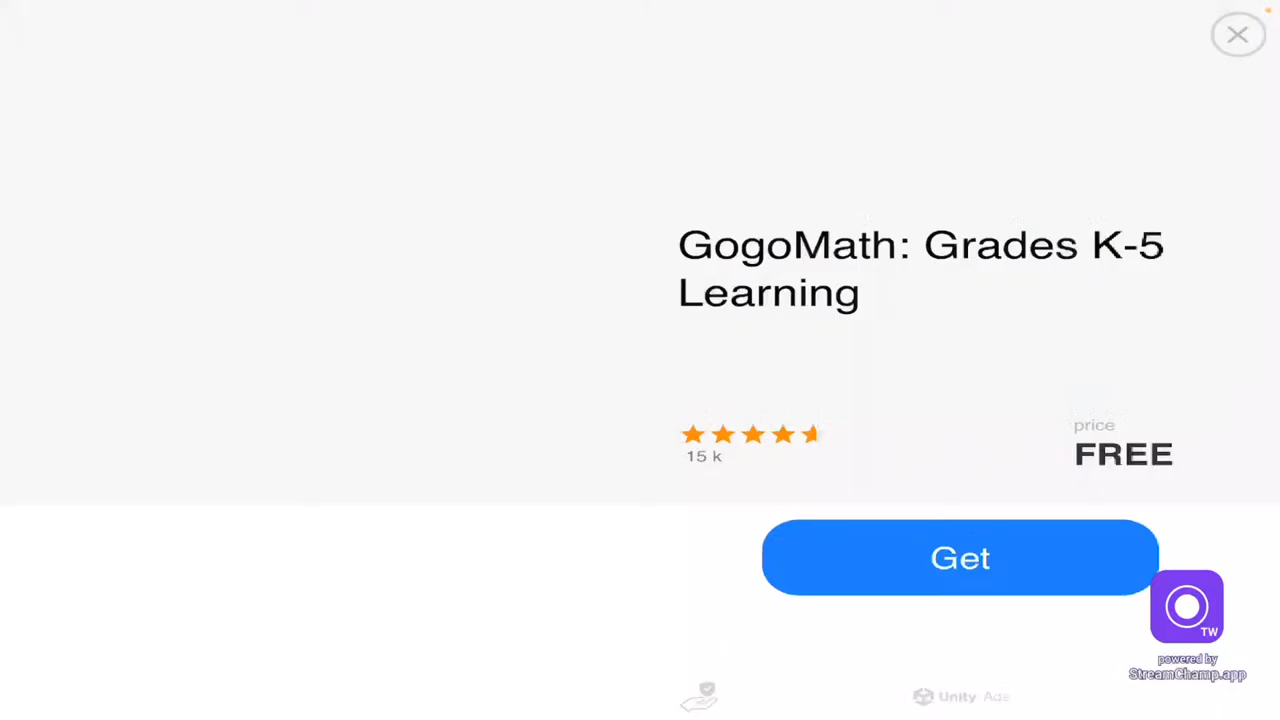 GogoMath: Grades K-5
Learning
15 k
price
FREE
Get
TW
powered by
StreamChamp.app
Unity Ads